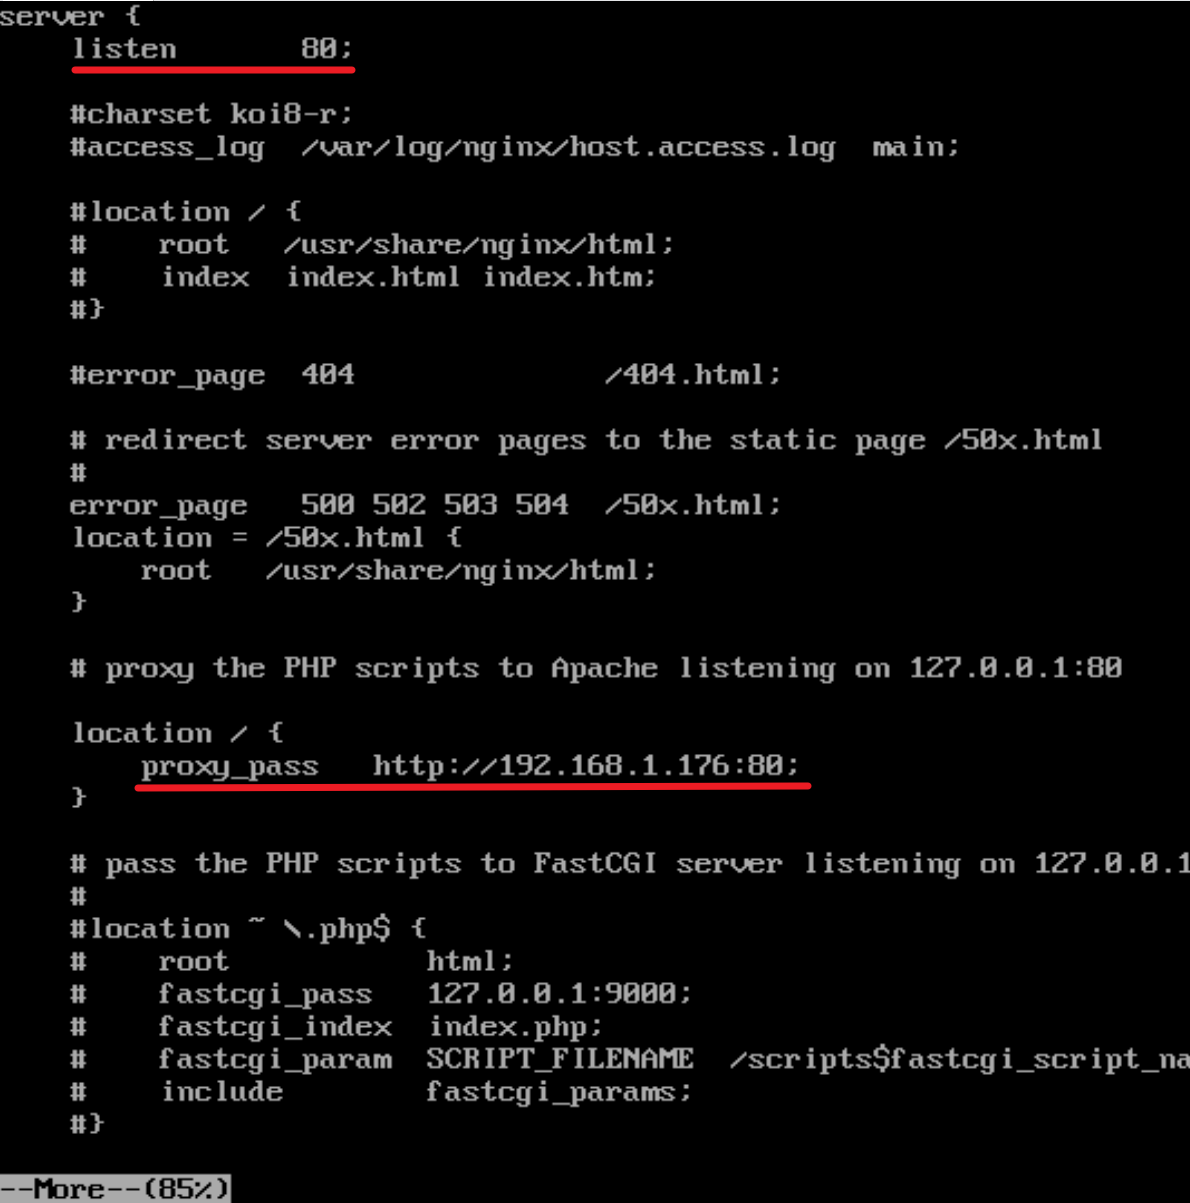 server {
    listen       80;

    #charset koi8-r;
    #access_log  /var/log/nginx/host.access.log  main;

    #location / {
    #    root   /usr/share/nginx/html;
    #    index  index.html index.htm;
    #}

    #error_page  404              /404.html;

    # redirect server error pages to the static page /50x.html
    #
    error_page   500 502 503 504  /50x.html;
    location = /50x.html {
        root   /usr/share/nginx/html;
    }

    # proxy the PHP scripts to Apache listening on 127.0.0.1:80

    location / {
        proxy_pass   http://192.168.1.176:80;
    }

    # pass the PHP scripts to FastCGI server listening on 127.0.0.1
    #
    #location ~ \.php$ {
    #    root           html;
    #    fastcgi_pass   127.0.0.1:9000;
    #    fastcgi_index  index.php;
    #    fastcgi_param  SCRIPT_FILENAME  /scripts$fastcgi_script_na
    #    include        fastcgi_params;
    #}

--More--(85%)